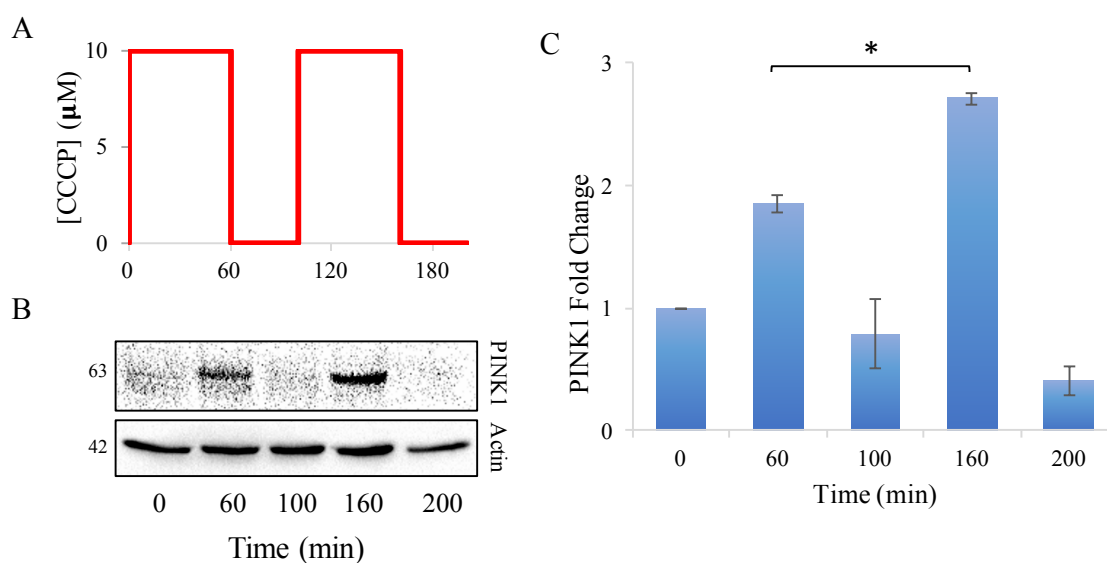 A
[CCCP] (µM)
10
5
0
0 60 120 180
B
63
PINK1
42
Actin
0 60 100 160 200
Time (min)
C
*
PINK1 Fold Change
3
2
1
0
0 60 100 160 200
Time (min)